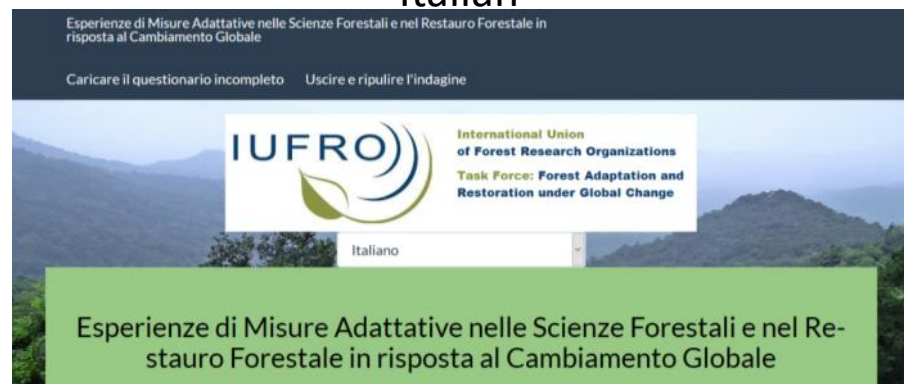 Italian
Esperienze di Misure Adattative nelle Scienze Forestali e nel Restauro Forestale in
risposta al Cambiamento Globale
Caricare il questionario incompleto Uscire e ripulire l'indagine
IUFRO
International Union
of Forest Research Organizations
Task Force: Forest Adaptation and
Restoration under Global Change
Italiano
Esperienze di Misure Adattative nelle Scienze Forestali e nel Re-
stauro Forestale in risposta al Cambiamento Globale